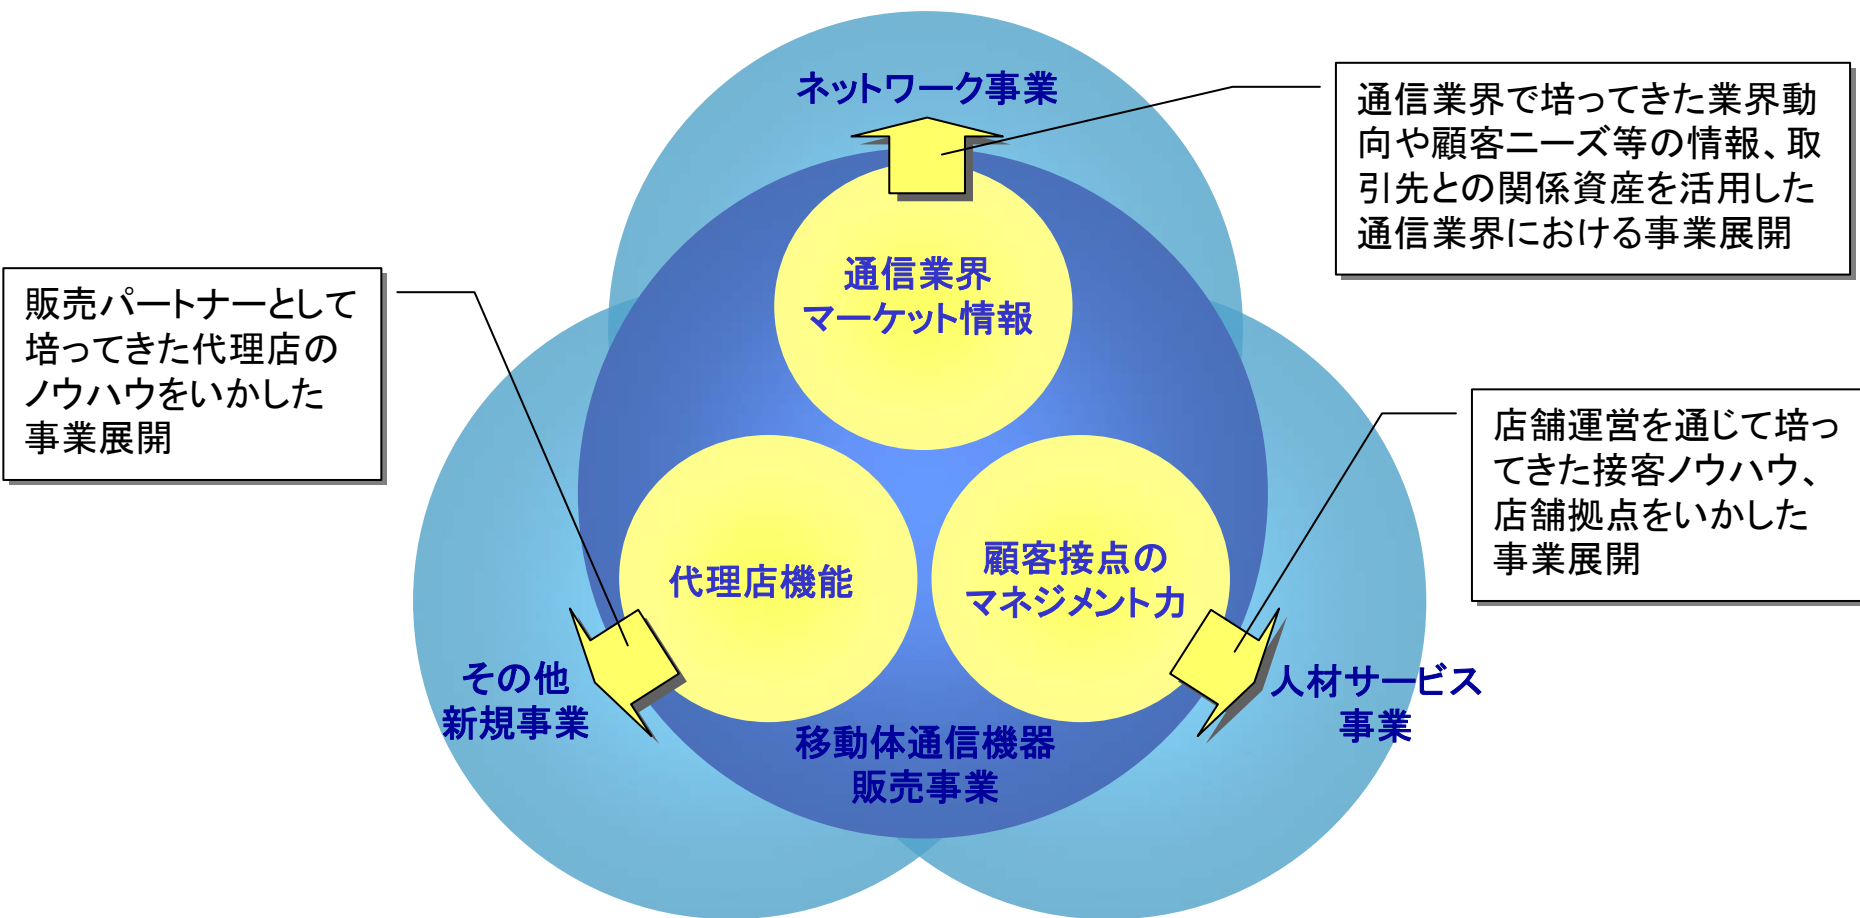 ネットワーク事業
通信業界で培ってきた業界動
向や顧客ニーズ等の情報、取
引先との関係資産を活用した
通信業界における事業展開
通信業界
マーケット情報
販売パートナーとして
培ってきた代理店の
ノウハウをいかした
事業展開
店舗運営を通じて培っ
てきた接客ノウハウ、
店舗拠点をいかした
事業展開
代理店機能
顧客接点の
マネジメント力
その他
新規事業
人材サービス
事業
移動体通信機器
販売事業